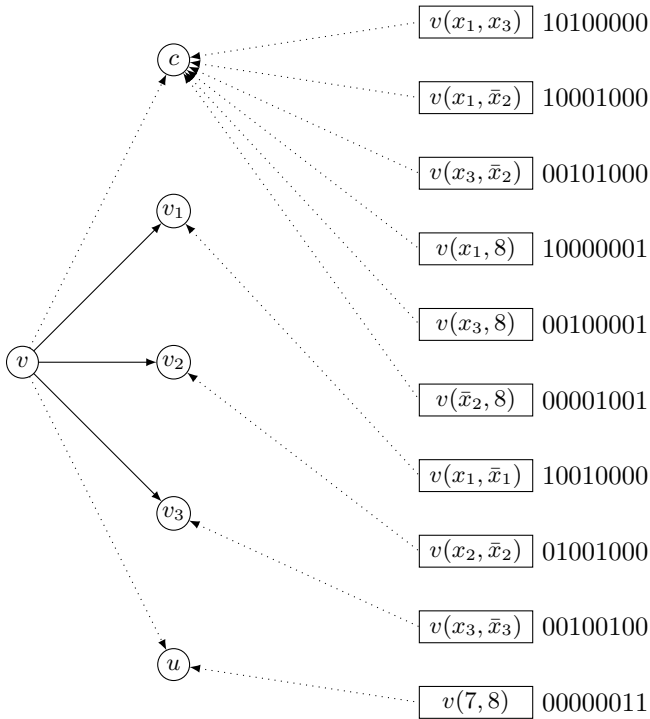 v(x₁, x₃) 10100000
c
v(x₁, x̄₂) 10001000
v(x₃, x̄₂) 00101000
v₁
v(x₁, 8) 10000001
v(x₃, 8) 00100001
v
v₂
v(x̄₂, 8) 00001001
v(x₁, x̄₁) 10010000
v₃
v(x₂, x̄₂) 01001000
v(x₃, x̄₃) 00100100
u
v(7, 8) 00000011